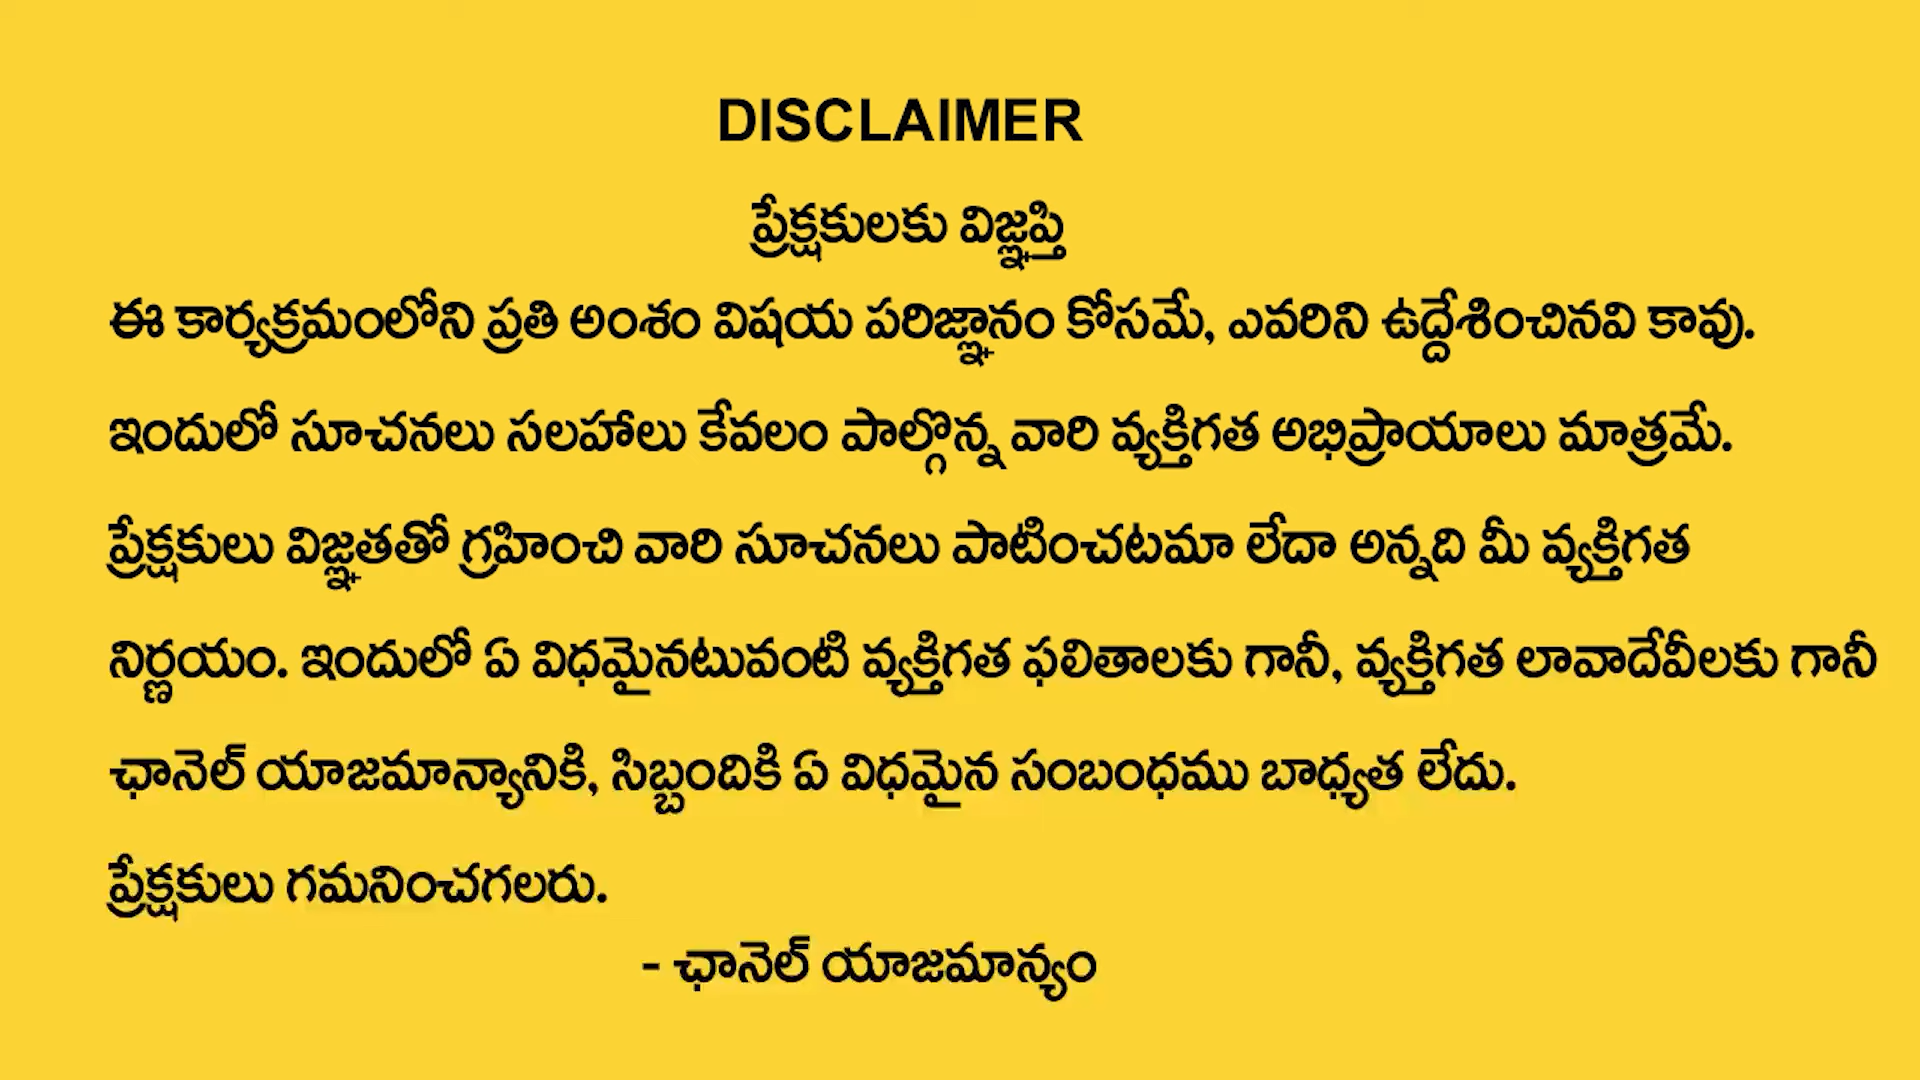 DISCLAIMER
ప్రేక్షకులకు విజ్ఞప్తి
ఈ కార్యక్రమంలోని ప్రతి అంశం విషయ పరిజ్ఞానం కోసమే, ఎవరిని ఉద్దేశించినవి కావు.
ఇందులో సూచనలు సలహాలు కేవలం పాల్గొన్న వారి వ్యక్తిగత అభిప్రాయాలు మాత్రమే.
ప్రేక్షకులు విజ్ఞతతో గ్రహించి వారి సూచనలు పాటించటమా లేదా అన్నది మీ వ్యక్తిగత
నిర్ణయం. ఇందులో ఏ విధమైనటువంటి వ్యక్తిగత ఫలితాలకు గానీ, వ్యక్తిగత లావాదేవీలకు గానీ
ఛానెల్ యాజమాన్యానికి, సిబ్బందికి ఏ విధమైన సంబంధము బాధ్యత లేదు.
ప్రేక్షకులు గమనించగలరు.
- ఛానెల్ యాజమాన్యం